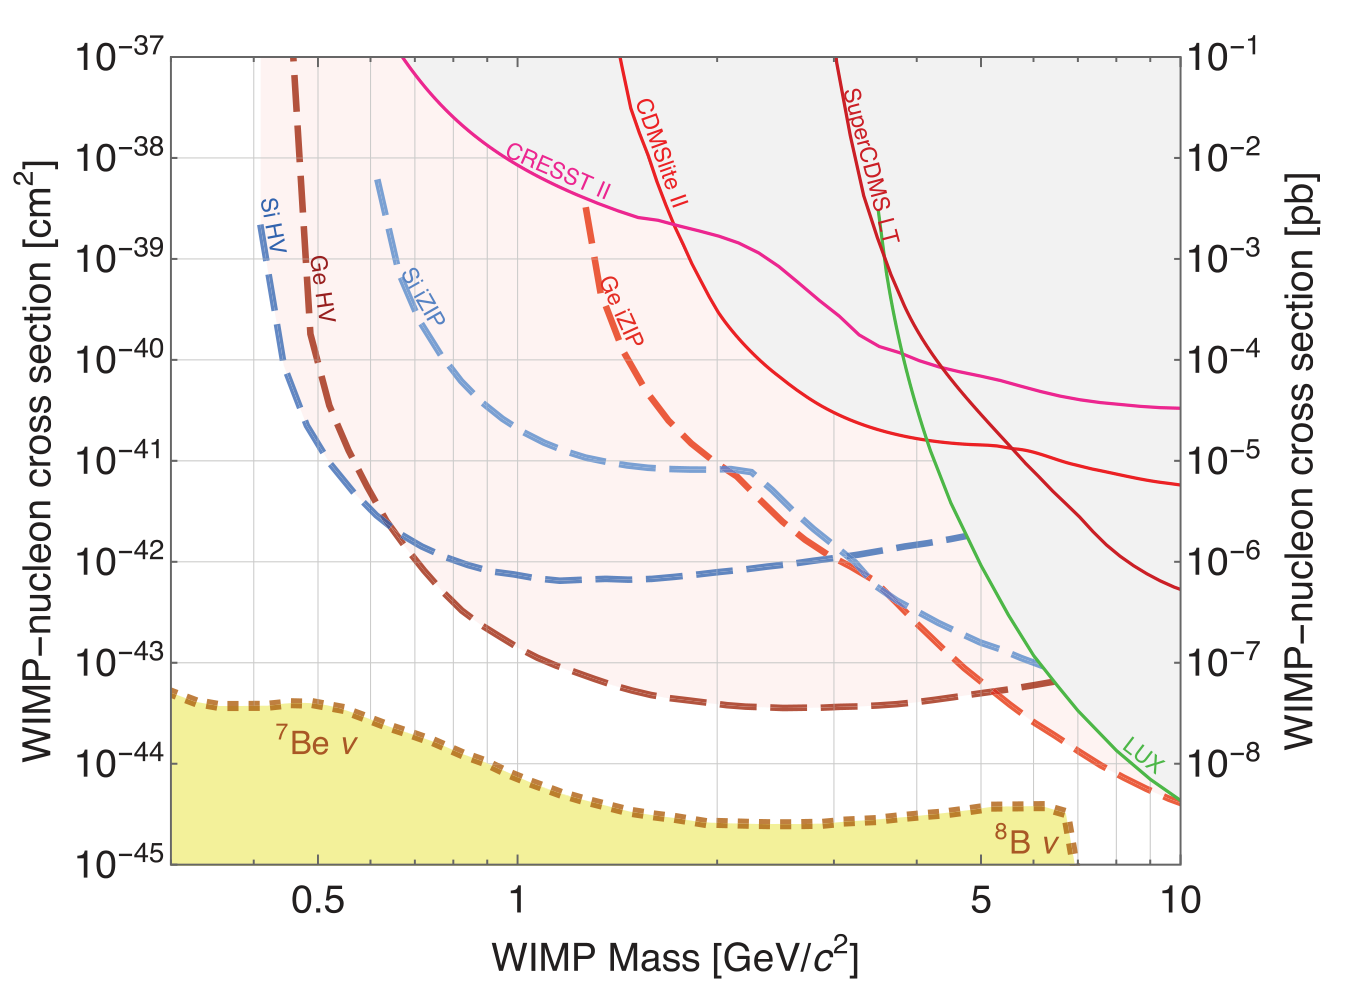 10⁻³⁷
10⁻³⁸
10⁻³⁹
10⁻⁴⁰
10⁻⁴¹
10⁻⁴²
10⁻⁴³
10⁻⁴⁴
10⁻⁴⁵
WIMP−nucleon cross section [cm²]
10⁻¹
10⁻²
10⁻³
10⁻⁴
10⁻⁵
10⁻⁶
10⁻⁷
10⁻⁸
WIMP−nucleon cross section [pb]
CRESST II
CDMSlite II
SuperCDMS LT
Si HV
Ge HV
Si iZIP
Ge iZIP
LUX
⁷Be ν
⁸B ν
0.5
1
5
10
WIMP Mass [GeV/c²]